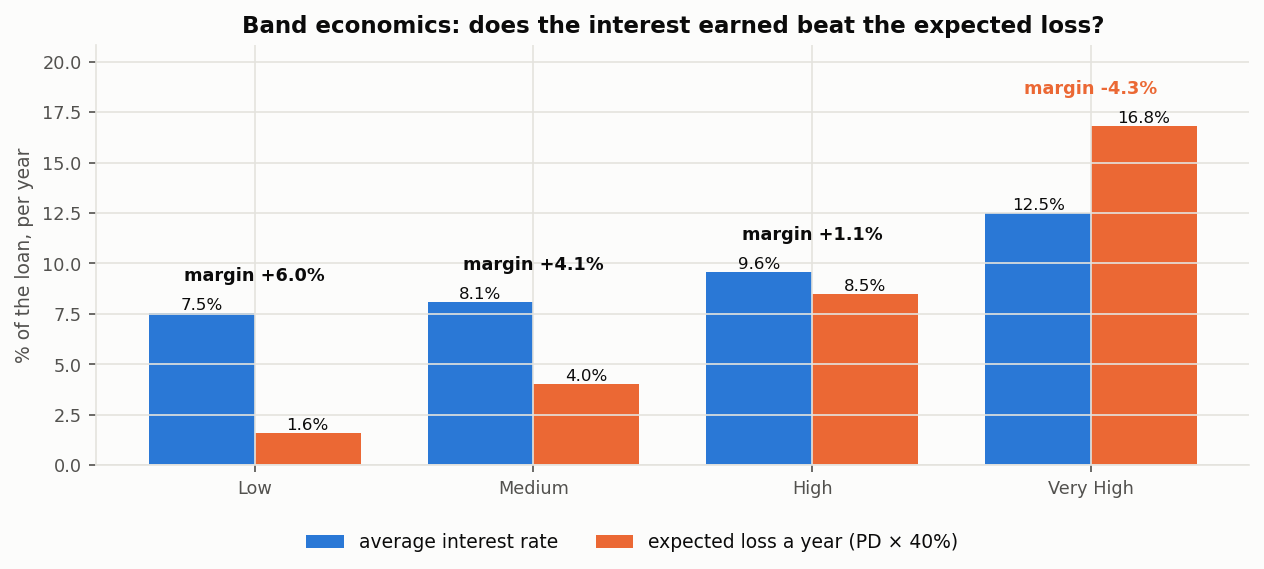 Band economics: does the interest earned beat the expected loss?
% of the loan, per year
20.0
17.5
15.0
12.5
10.0
7.5
5.0
2.5
0.0
margin +6.0%
7.5%
1.6%
margin +4.1%
8.1%
4.0%
margin +1.1%
9.6%
8.5%
margin -4.3%
12.5%
16.8%
Low
Medium
High
Very High
average interest rate
expected loss a year (PD × 40%)